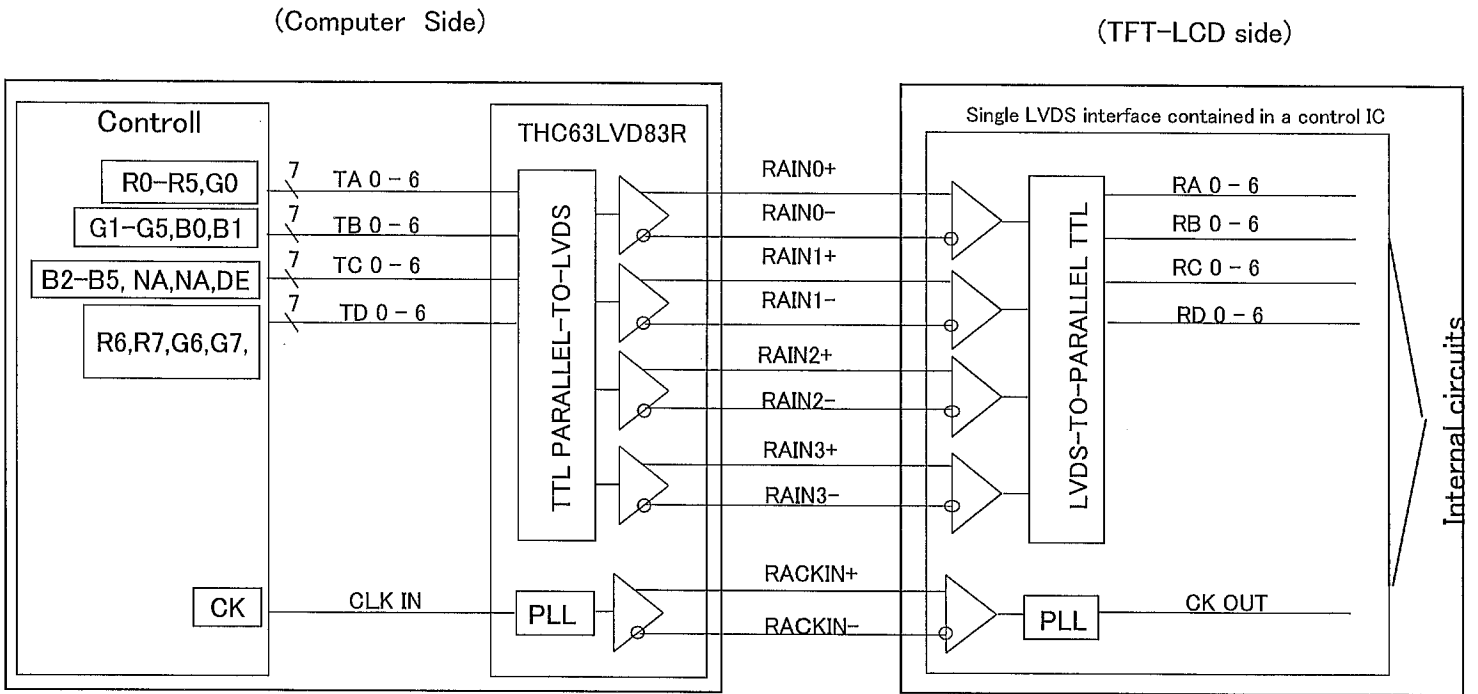 (Computer Side)
(TFT-LCD side)
Controll
THC63LVD83R
Single LVDS interface contained in a control IC
R0-R5,G0
7
TA 0-6
G1-G5,B0,B1
7
TB 0-6
B2-B5, NA,NA,DE
7
TC 0-6
R6,R7,G6,G7,
7
TD 0-6
TTL PARALLEL-TO-LVDS
RAIN0+
RAIN0-
RAIN1+
RAIN1-
RAIN2+
RAIN2-
RAIN3+
RAIN3-
LVDS-TO-PARALLEL TTL
RA 0-6
RB 0-6
RC 0-6
RD 0-6
Internal circuits
CK
CLK IN
PLL
RACKIN+
RACKIN-
PLL
CK OUT